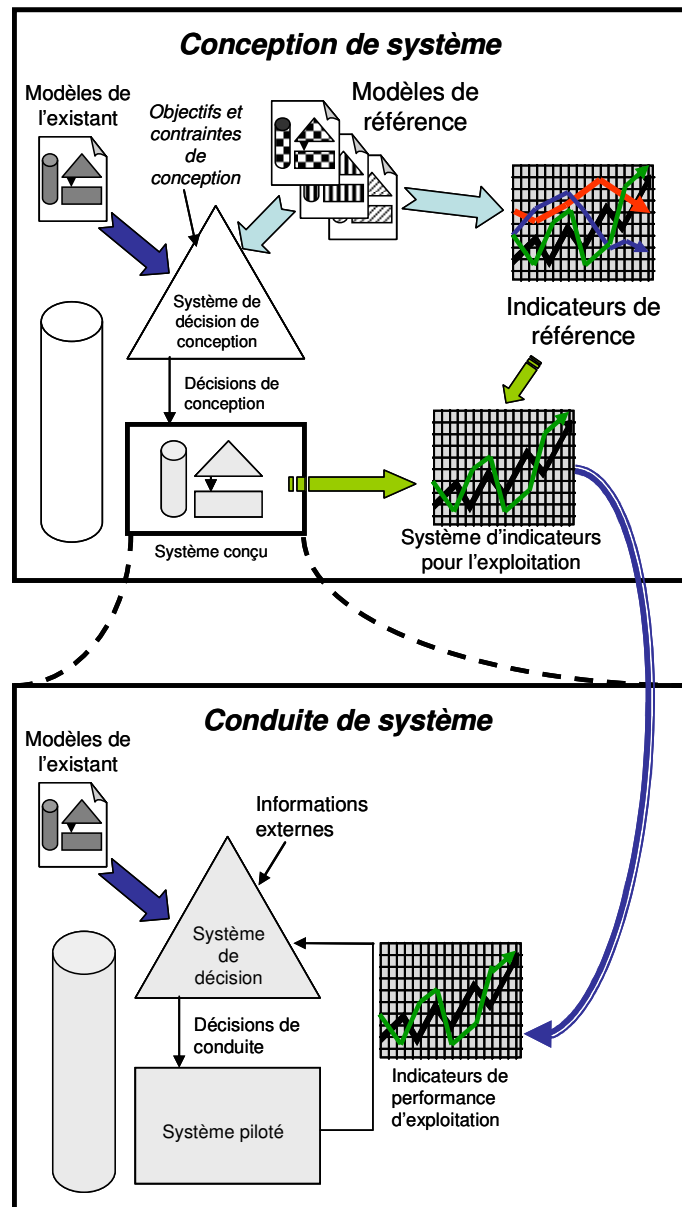 Conception de système
Modèles de
l'existant
Objectifs et
contraintes
de
conception
Modèles de
référence
Système de
décision de
conception
Indicateurs de
référence
Décisions de
conception
Système conçu
Système d'indicateurs
pour l'exploitation
Conduite de système
Modèles de
l'existant
Informations
externes
Système
de
décision
Décisions de
conduite
Système piloté
Indicateurs de
performance
d'exploitation